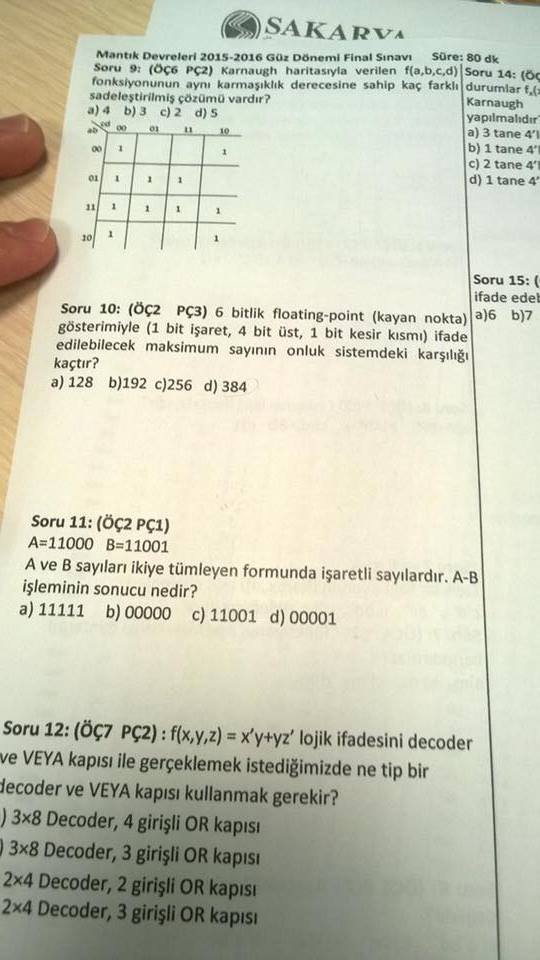 SAKARYA
Mantık Devreleri 2015-2016 Güz Dönemi Final Sınavı Süre: 80 dk
Soru 9: (ÖÇ6 PÇ2) Karnaugh haritasıyla verilen f(a,b,c,d)
fonksiyonunun aynı karmaşıklık derecesine sahip kaç farklı
sadeleştirilmiş çözümü vardır?
a) 4 b) 3 c) 2 d) 5
cd
ab 00 01 11 10
00 1 1
01 1 1 1
11 1 1 1 1
10 1 1
Soru 10: (ÖÇ2 PÇ3) 6 bitlik floating-point (kayan nokta)
gösterimiyle (1 bit işaret, 4 bit üst, 1 bit kesir kısmı) ifade
edilebilecek maksimum sayının onluk sistemdeki karşılığı
kaçtır?
a) 128 b)192 c)256 d) 384
Soru 11: (ÖÇ2 PÇ1)
A=11000 B=11001
A ve B sayıları ikiye tümleyen formunda işaretli sayılardır. A-B
işleminin sonucu nedir?
a) 11111 b) 00000 c) 11001 d) 00001
Soru 12: (ÖÇ7 PÇ2) : f(x,y,z) = x'y+yz' lojik ifadesini decoder
ve VEYA kapısı ile gerçeklemek istediğimizde ne tip bir
decoder ve VEYA kapısı kullanmak gerekir?
) 3×8 Decoder, 4 girişli OR kapısı
) 3×8 Decoder, 3 girişli OR kapısı
2×4 Decoder, 2 girişli OR kapısı
2×4 Decoder, 3 girişli OR kapısı
Soru 14: (ÖÇ
durumlar
Karnaugh
yapılmalıdır
a) 3 tane 4'l
b) 1 tane 4'l
c) 2 tane 4'l
d) 1 tane 4'
Soru 15: (
ifade edeb
a)6 b)7